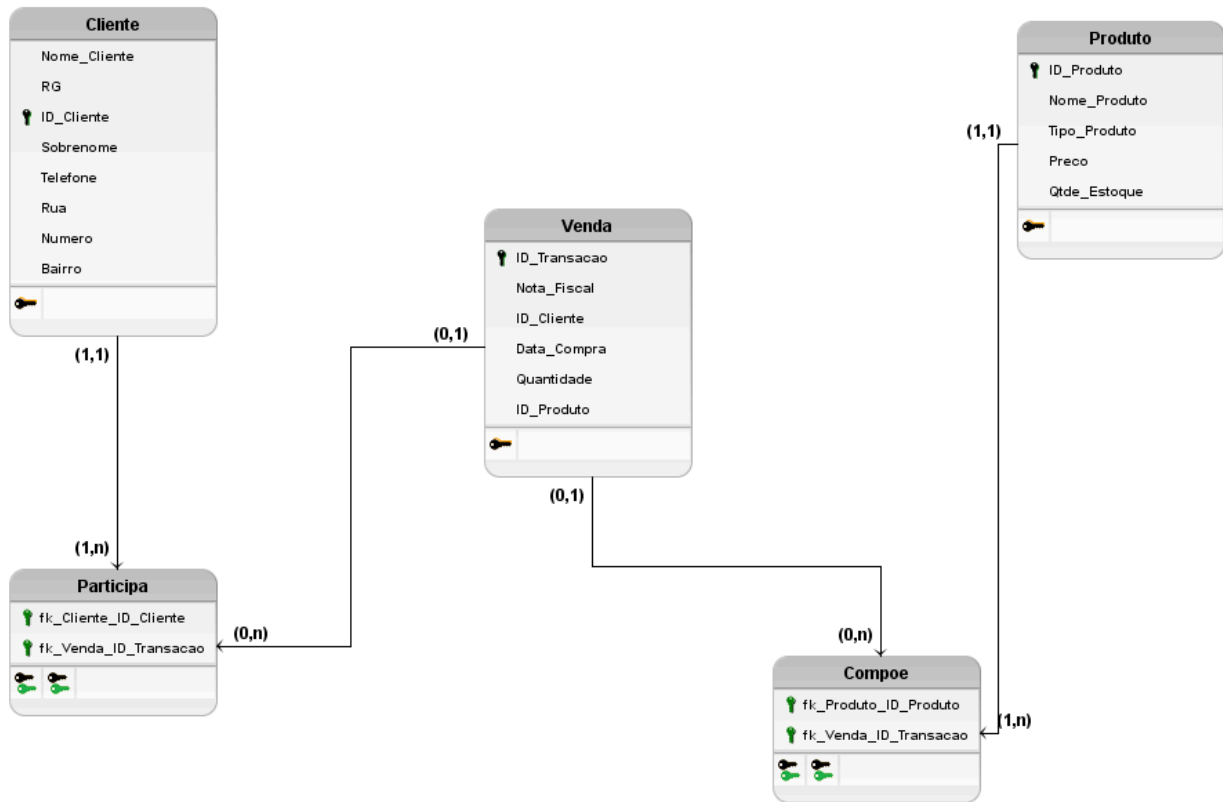 Cliente
Nome_Cliente
RG
ID_Cliente
Sobrenome
Telefone
Rua
Numero
Bairro
(1,1)
(1,n)
Participa
fk_Cliente_ID_Cliente
fk_Venda_ID_Transacao
(0,n)
(0,1)
Venda
ID_Transacao
Nota_Fiscal
ID_Cliente
Data_Compra
Quantidade
ID_Produto
(0,1)
(0,n)
Compoe
fk_Produto_ID_Produto
fk_Venda_ID_Transacao
(1,n)
(1,1)
Produto
ID_Produto
Nome_Produto
Tipo_Produto
Preco
Qtde_Estoque